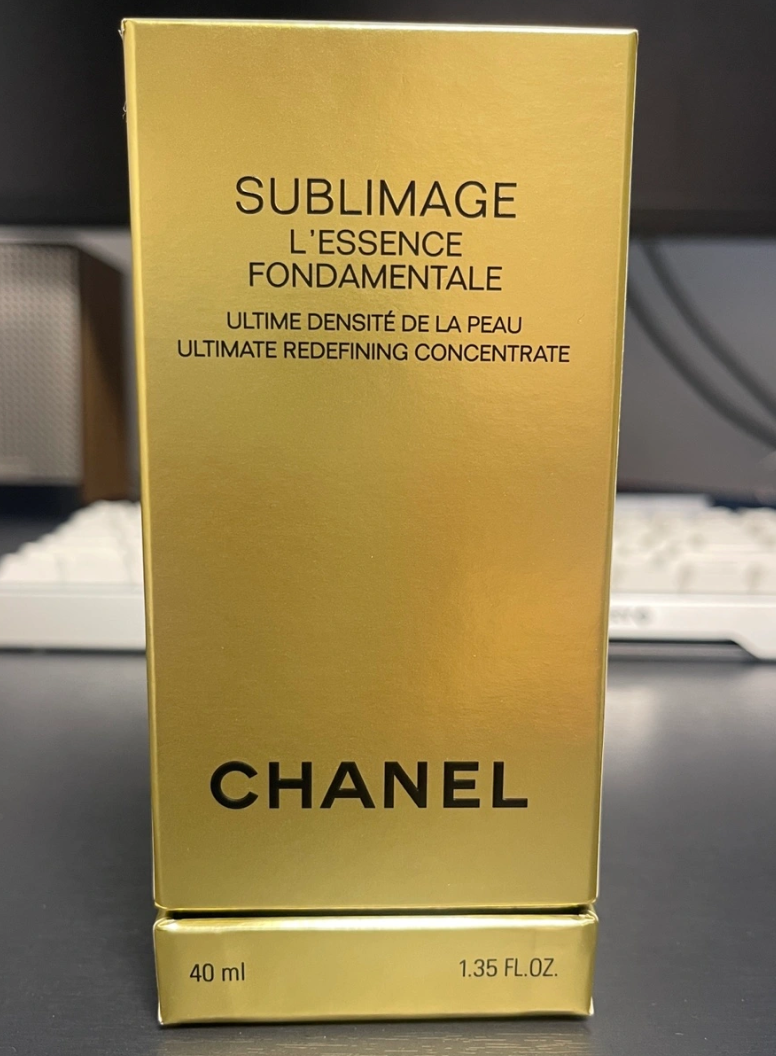 SUBLIMAGE
L'ESSENCE
FONDAMENTALE
ULTIME DENSITÉ DE LA PEAU
ULTIMATE REDEFINING CONCENTRATE
CHANEL
40 ml 1.35 FL.OZ.